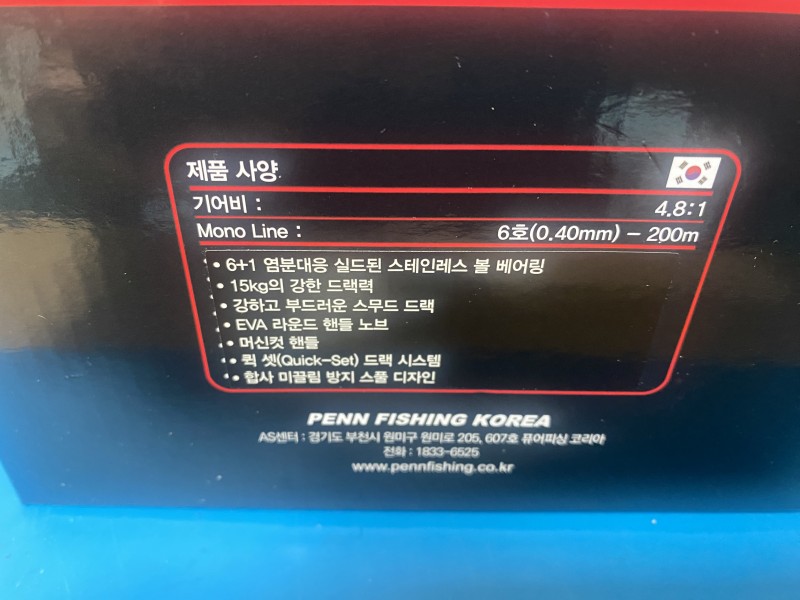 제품 사양
기어비 : 4.8:1
Mono Line : 6호(0.40mm) - 200m
• 6+1 염분대응 실드된 스테인레스 볼 베어링
• 15kg의 강한 드랙력
• 강하고 부드러운 스무드 드랙
• EVA 라운드 핸들 노브
• 머신컷 핸들
• 퀵 셋(Quick-Set) 드랙 시스템
• 합사 미끌림 방지 스풀 디자인
PENN FISHING KOREA
AS센터 : 경기도 부천시 원미구 원미로 205, 607호 퓨어피싱 코리아
전화 : 1833-6525
www.pennfishing.co.kr